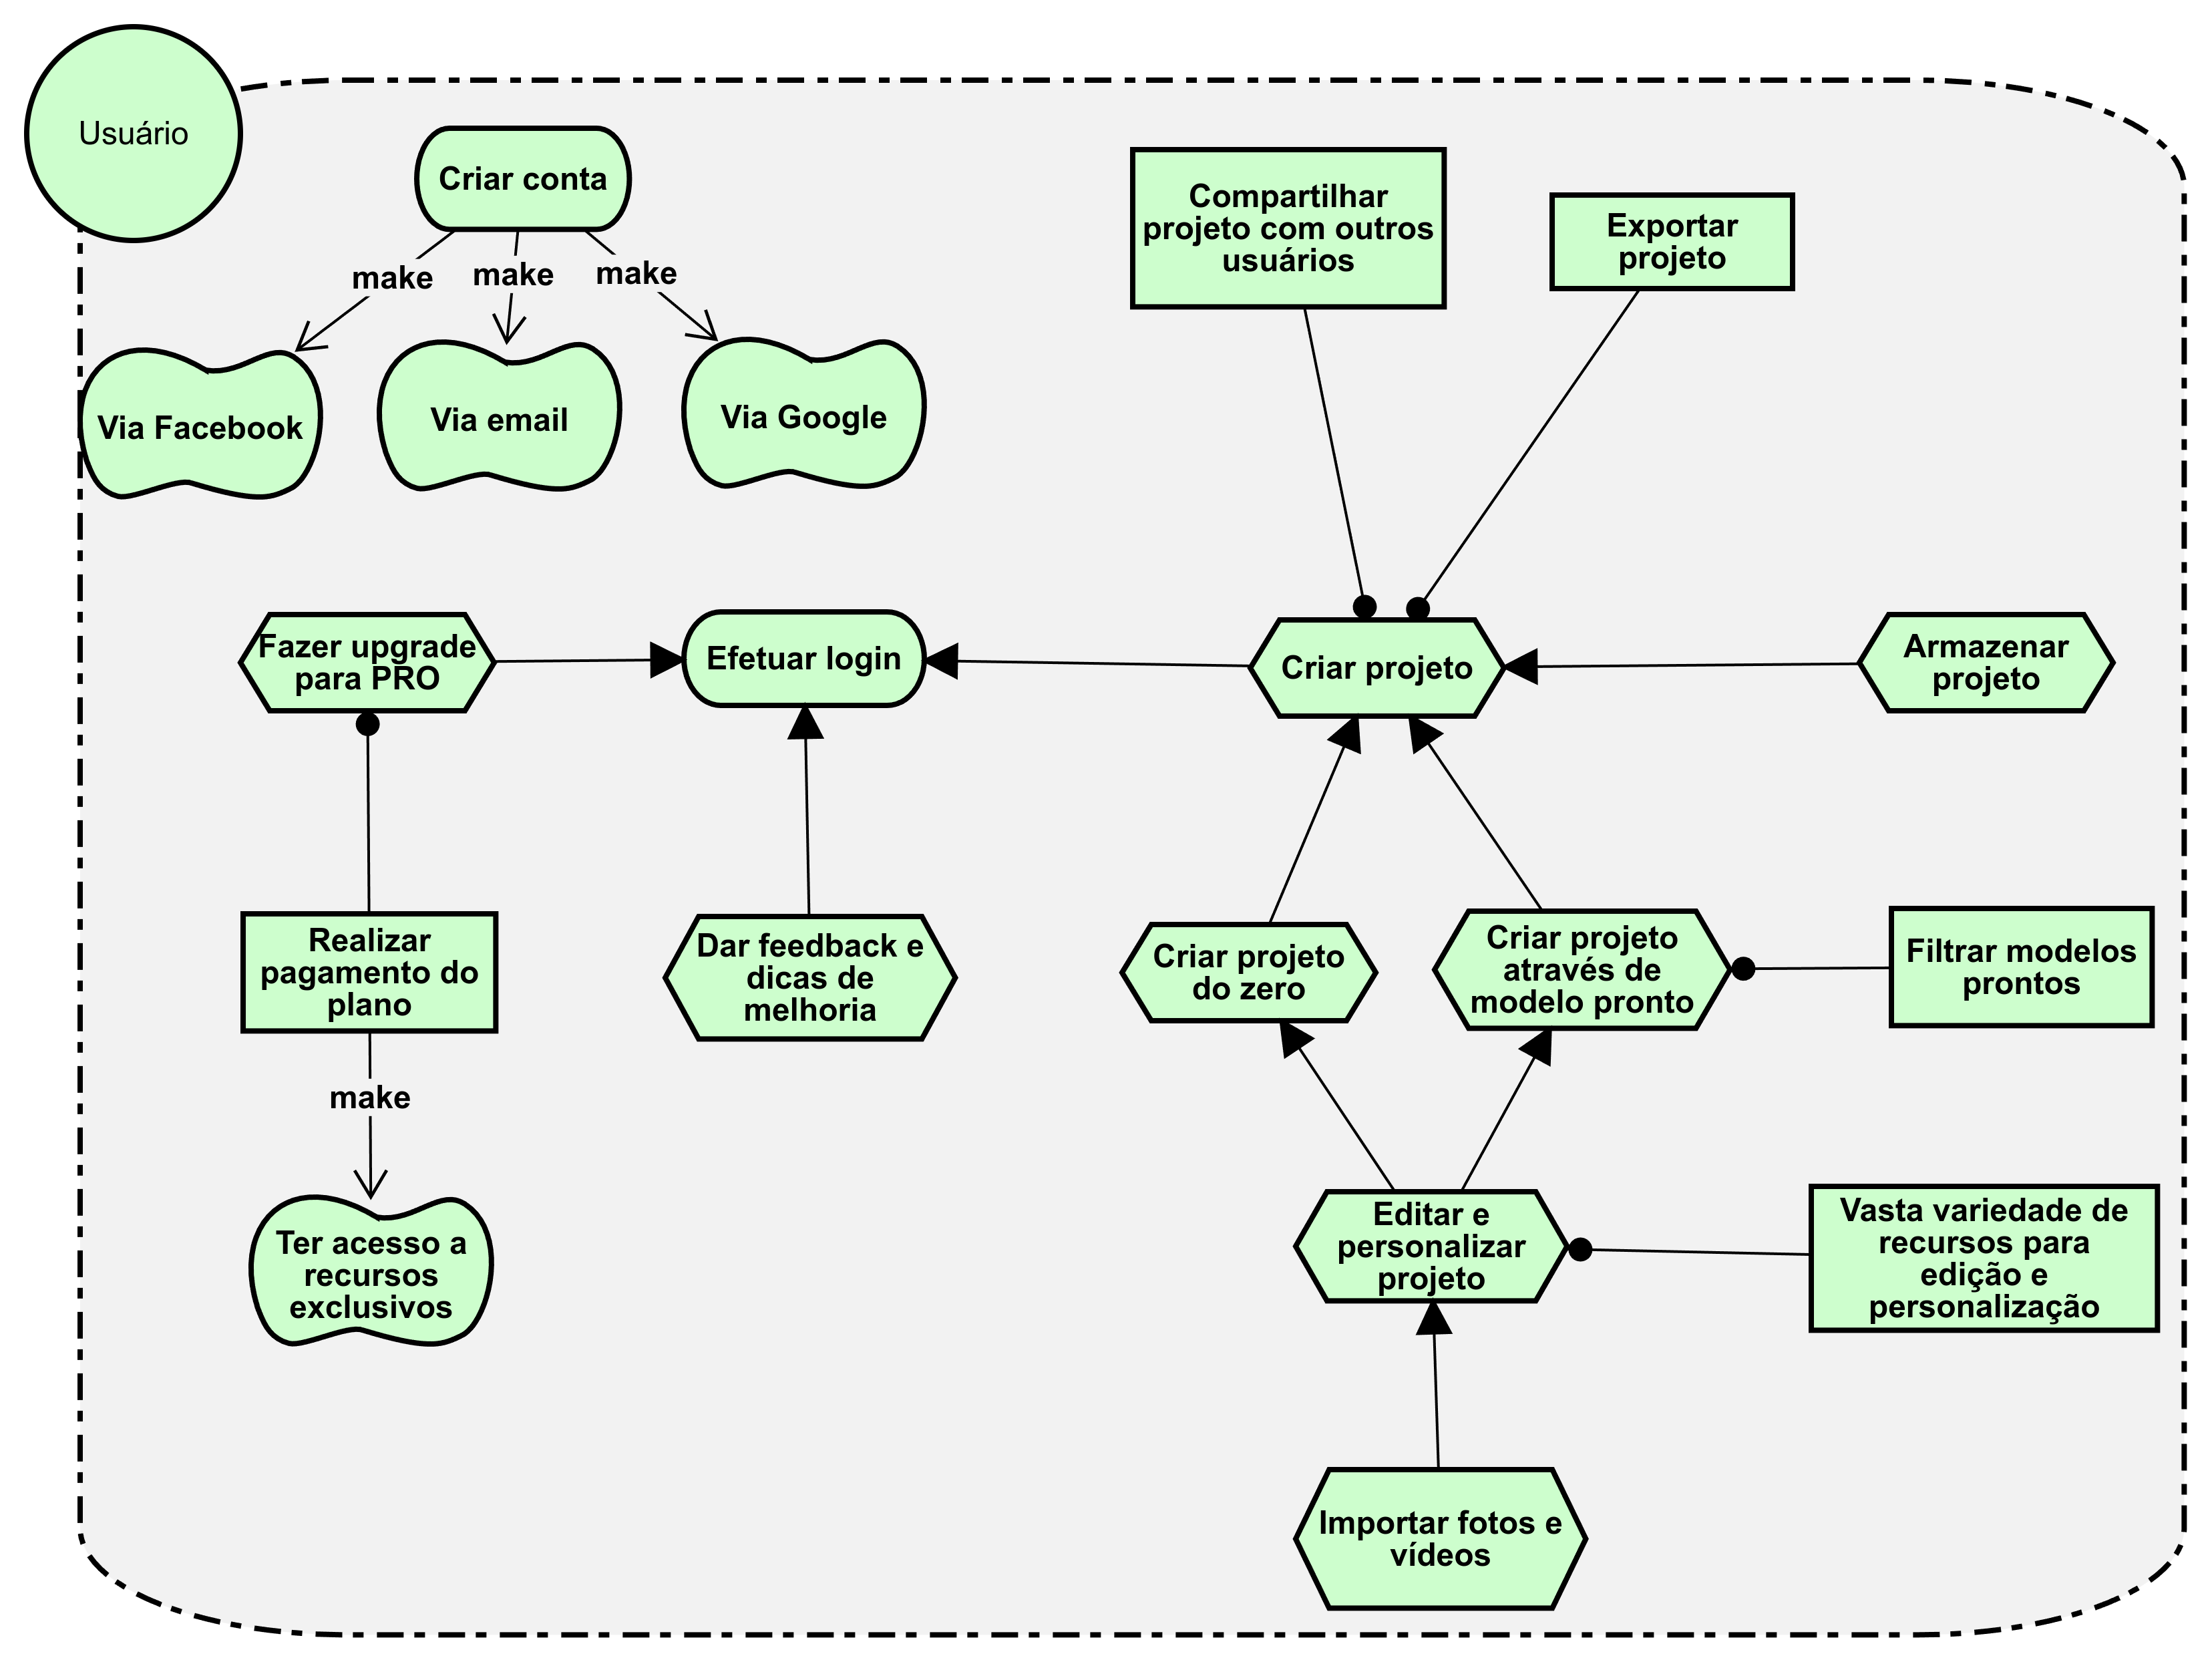 Usuário
Criar conta
make
make
make
Via Facebook
Via email
Via Google
Compartilhar
projeto com outros
usuários
Exportar
projeto
Fazer upgrade
para PRO
Efetuar login
Criar projeto
Armazenar
projeto
Realizar
pagamento do
plano
Dar feedback e
dicas de
melhoria
Criar projeto
do zero
Criar projeto
através de
modelo pronto
Filtrar modelos
prontos
make
Ter acesso a
recursos
exclusivos
Editar e
personalizar
projeto
Vasta variedade de
recursos para
edição e
personalização
Importar fotos e
vídeos